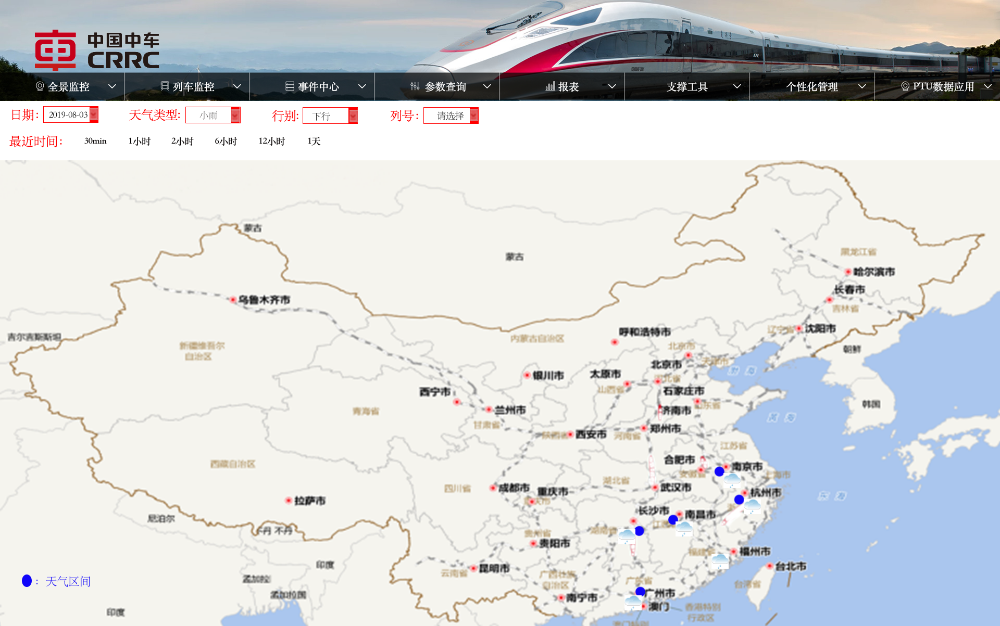 中国中车
CRRC
全景监控
列车监控
事件中心
参数查询
报表
支撑工具
个性化管理
PTU数据应用
日期： 2019-08-03 天气类型: 小雨 行别: 下行 列号： 请选择
最近时间： 30min 1小时 2小时 6小时 12小时 1天
蒙古
蒙古
黑龙江省
哈尔滨市
长春市
乌鲁木齐市
吉林省
辽宁省 沈阳市
呼和浩特市
吉尔吉斯斯坦
内蒙古自治区
新疆维吾尔
自治区
北京市
朝鲜
天津市
北京市
渤海
太原市
银川市
河北省
山西省
石家庄市
西宁市
韩国
山东省
兰州市
济南市
青海省
黄海
甘肃省
郑州市
陕西省 西安市
河南省
江苏省
合肥市
西藏自治区
南京市
安徽省
上海市
湖北省
四川省
成都市
武汉市
重庆市
杭州市
东海
拉萨市
重庆市
长沙市
南昌市
尼泊尔
不丹 不丹
湖南省
贵州省
贵阳市
福建省
福州市
印度
台北市
昆明市
云南省
孟加拉
广西壮族
自治区
广东省
台湾省
： 天气区间
孟加拉国
广州市
南宁市
澳门
香港特别
行政区
印度
澳门特别